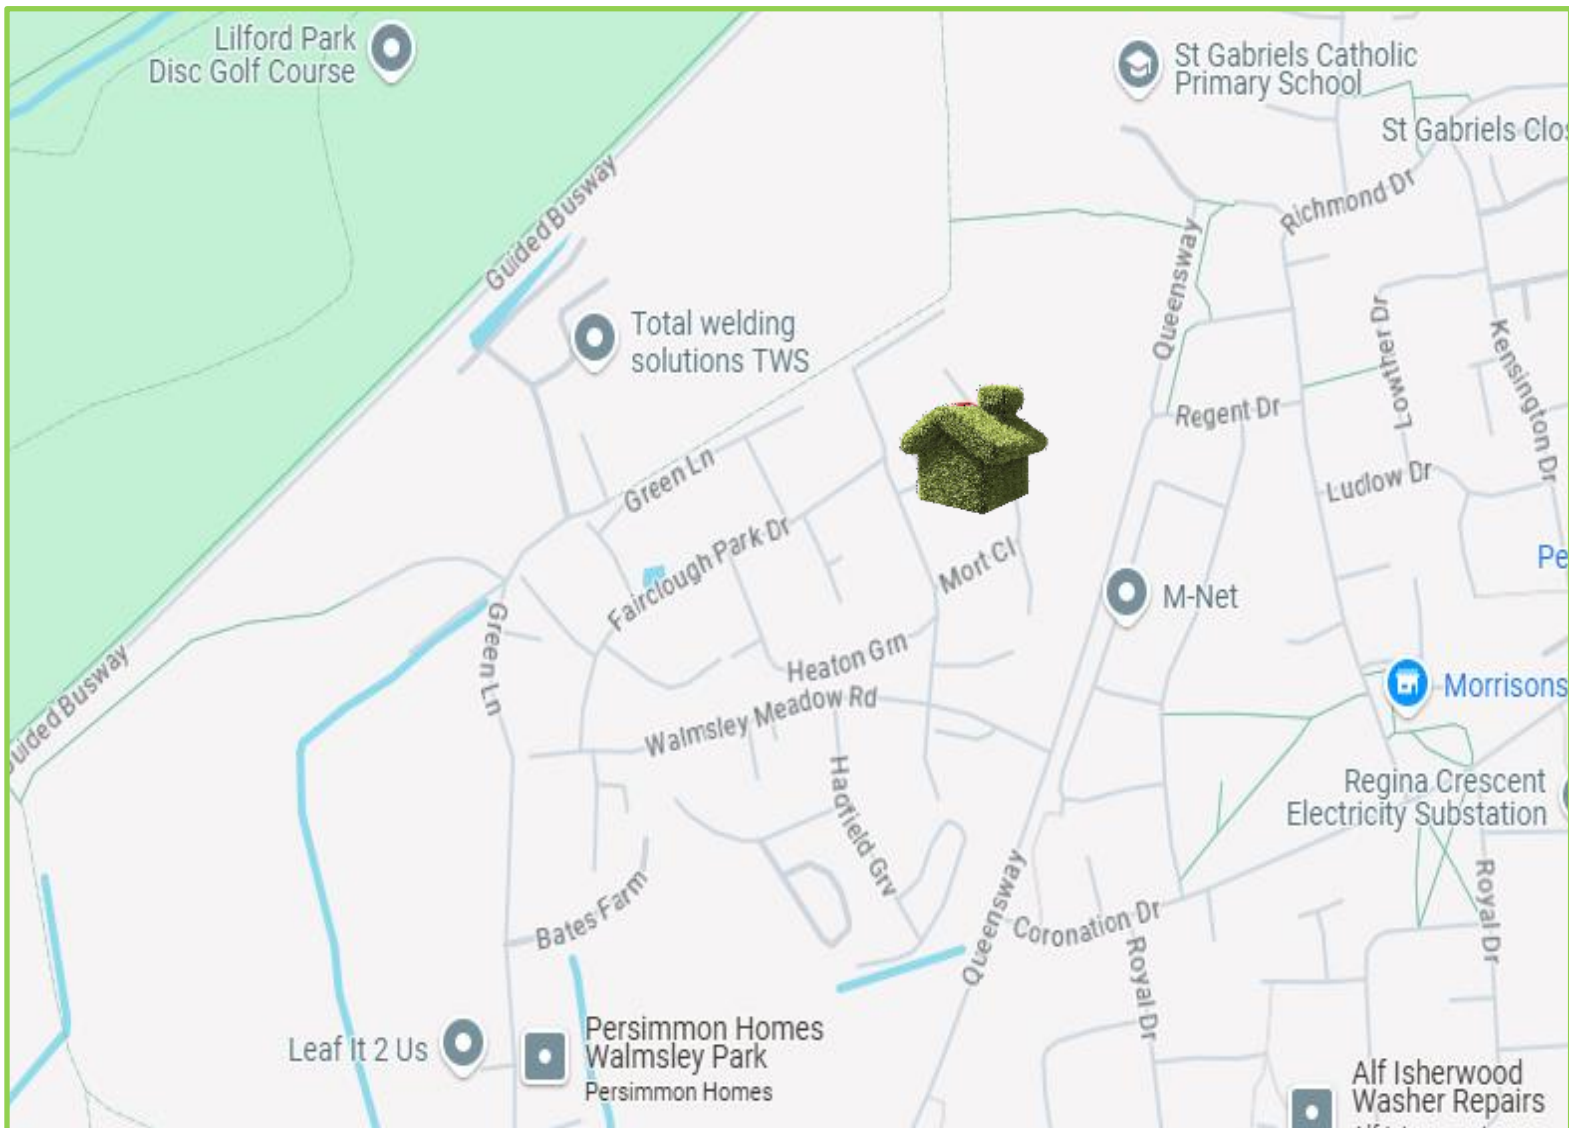 Lilford Park
Disc Golf Course
St Gabriels Catholic
Primary School
St Gabriels Clos
Guided Busway
Richmond Dr
Queensway
Total welding
solutions TWS
Lowther Dr
Kensington Dr
Regent Dr
Green Ln
Ludlow Dr
Fairclough Park Dr
Mort Cl
Pe
M-Net
Green Ln
Guided Busway
Heaton Grn
Walmsley Meadow Rd
Morrisons
Hadfield Grv
Regina Crescent
Electricity Substation
Bates Farm
Queensway
Coronation Dr
Royal Dr
Royal Dr
Leaf It 2 Us
Persimmon Homes
Walmsley Park
Persimmon Homes
Alf Isherwood
Washer Repairs